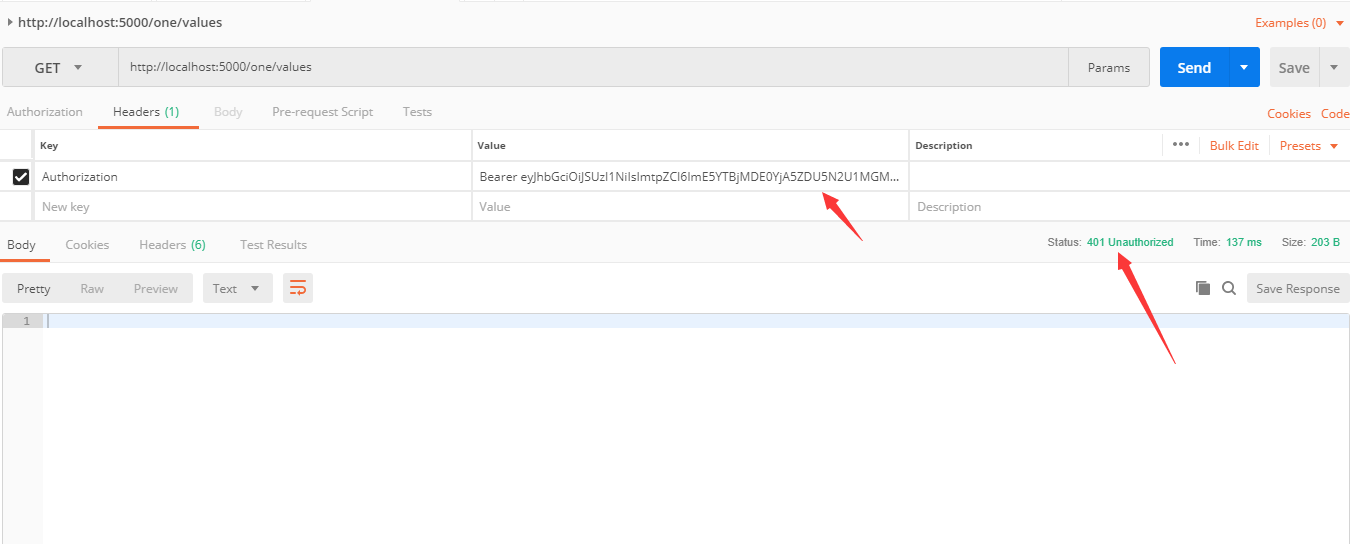 http://localhost:5000/one/values
Examples (0)
GET
http://localhost:5000/one/values
Params
Send
Save
Authorization
Headers (1)
Body
Pre-request Script
Tests
Cookies
Code
Key
Value
Description
•••
Bulk Edit
Presets
Authorization
Bearer eyJhbGciOiJSUzI1NiIsImtpZCI6ImE5YTBjMDE0YjA5ZDU5N2U1MGM...
New key
Value
Description
Body
Cookies
Headers (6)
Test Results
Status: 401 Unauthorized
Time: 137 ms
Size: 203 B
Pretty
Raw
Preview
Text
Save Response
1